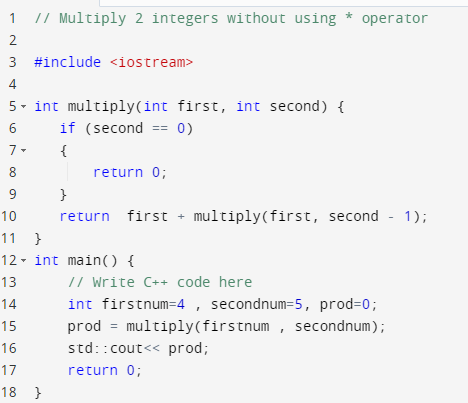 1 // Multiply 2 integers without using * operator
2
3 #include <iostream>
4
5 int multiply(int first, int second) {
6 if (second == 0)
7 {
8 return 0;
9 }
10 return  first + multiply(first, second - 1);
11 }
12 int main() {
13 // Write C++ code here
14 int firstnum=4 , secondnum=5, prod=0;
15 prod = multiply(firstnum , secondnum);
16 std::cout<< prod;
17 return 0;
18 }